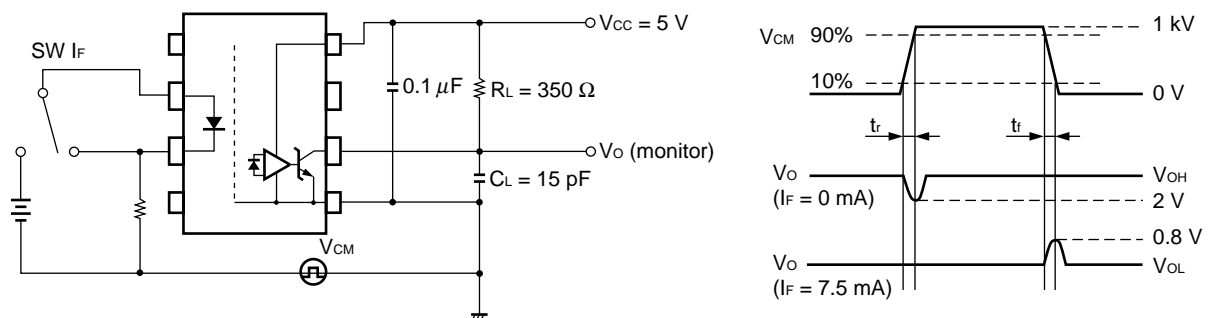 SW IF
VCC = 5 V
0.1 μF
RL = 350 Ω
VO (monitor)
CL = 15 pF
VCM
VCM 90%
10%
1 kV
0 V
tr
tf
VO
(IF = 0 mA)
VOH
2 V
0.8 V
VO
(IF = 7.5 mA)
VOL